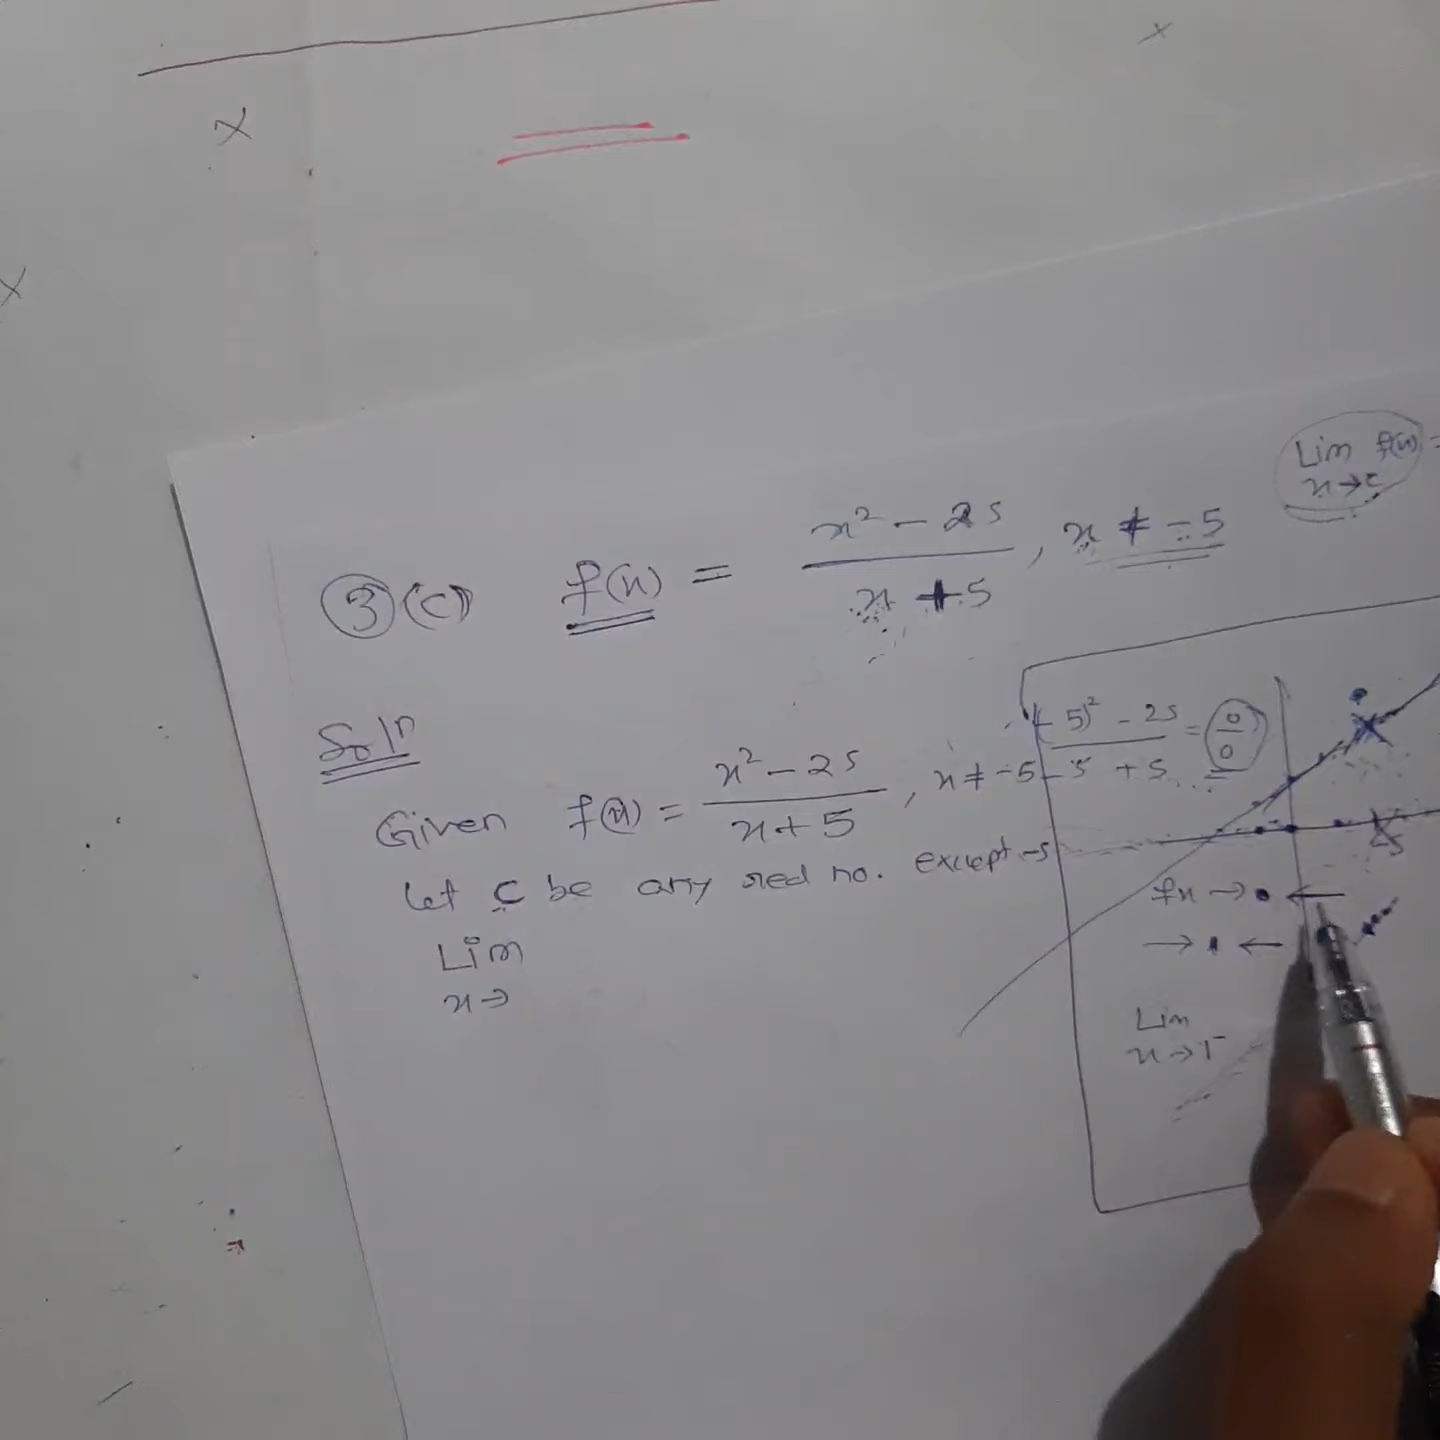 Lim f(x) =
x→c
③(c) f(x) = x² - 25 / x + 5 , x ≠ -5
Soln
Given f(x) = x² - 25 / x + 5 , x ≠ -5
Let c be any real no. except -5
Lim
x→
(-5)² - 25 / -5 + 5 = 0/0
fx → • ←
→ • ←
Lim
x→1⁻